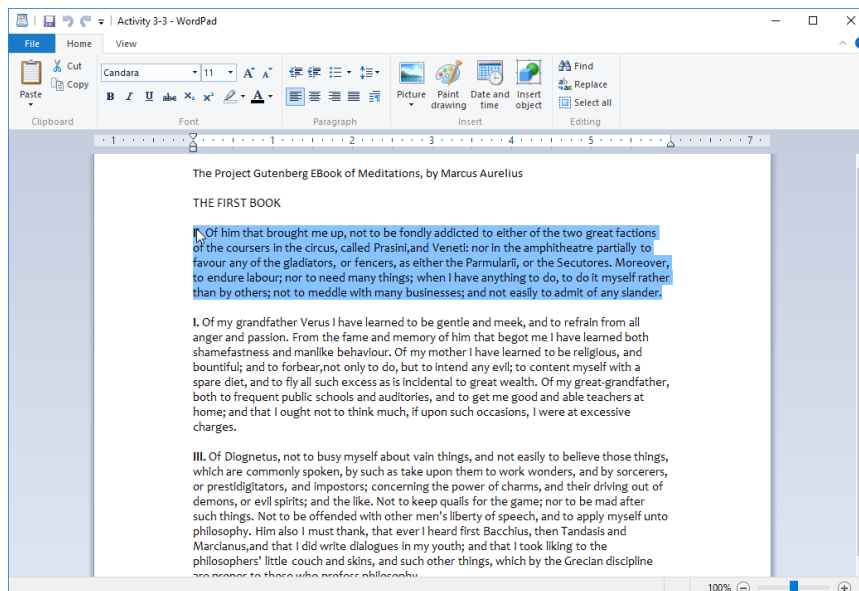 Activity 3-3 - WordPad
File Home View
Paste
Cut
Copy
Clipboard
Candara 11
B I U abc X₂ X² A
Font
Paragraph
Picture
Paint drawing
Date and time
Insert object
Insert
Find
Replace
Select all
Editing
1 1 2 3 4 5 7
The Project Gutenberg EBook of Meditations, by Marcus Aurelius
THE FIRST BOOK
Of him that brought me up, not to be fondly addicted to either of the two great factions
of the coursers in the circus, called Prasini,and Veneti: nor in the amphitheatre partially to
favour any of the gladiators, or fencers, as either the Parmularii, or the Secutores. Moreover,
to endure labour; nor to need many things; when I have anything to do, to do it myself rather
than by others; not to meddle with many businesses; and not easily to admit of any slander.
I. Of my grandfather Verus I have learned to be gentle and meek, and to refrain from all
anger and passion. From the fame and memory of him that begot me I have learned both
shamefastness and manlike behaviour. Of my mother I have learned to be religious, and
bountiful; and to forbear,not only to do, but to intend any evil; to content myself with a
spare diet, and to fly all such excess as is incidental to great wealth. Of my great-grandfather,
both to frequent public schools and auditories, and to get me good and able teachers at
home; and that I ought not to think much, if upon such occasions, I were at excessive
charges.
III. Of Diognetus, not to busy myself about vain things, and not easily to believe those things,
which are commonly spoken, by such as take upon them to work wonders, and by sorcerers,
or prestidigitators, and impostors; concerning the power of charms, and their driving out of
demons, or evil spirits; and the like. Not to keep quails for the game; nor to be mad after
such things. Not to be offended with other men's liberty of speech, and to apply myself unto
philosophy. Him also I must thank, that ever I heard first Bacchius, then Tandasis and
Marcianus,and that I did write dialogues in my youth; and that I took liking to the
philosophers' little couch and skins, and such other things, which by the Grecian discipline
are proper to those who profess philosophy.
100%